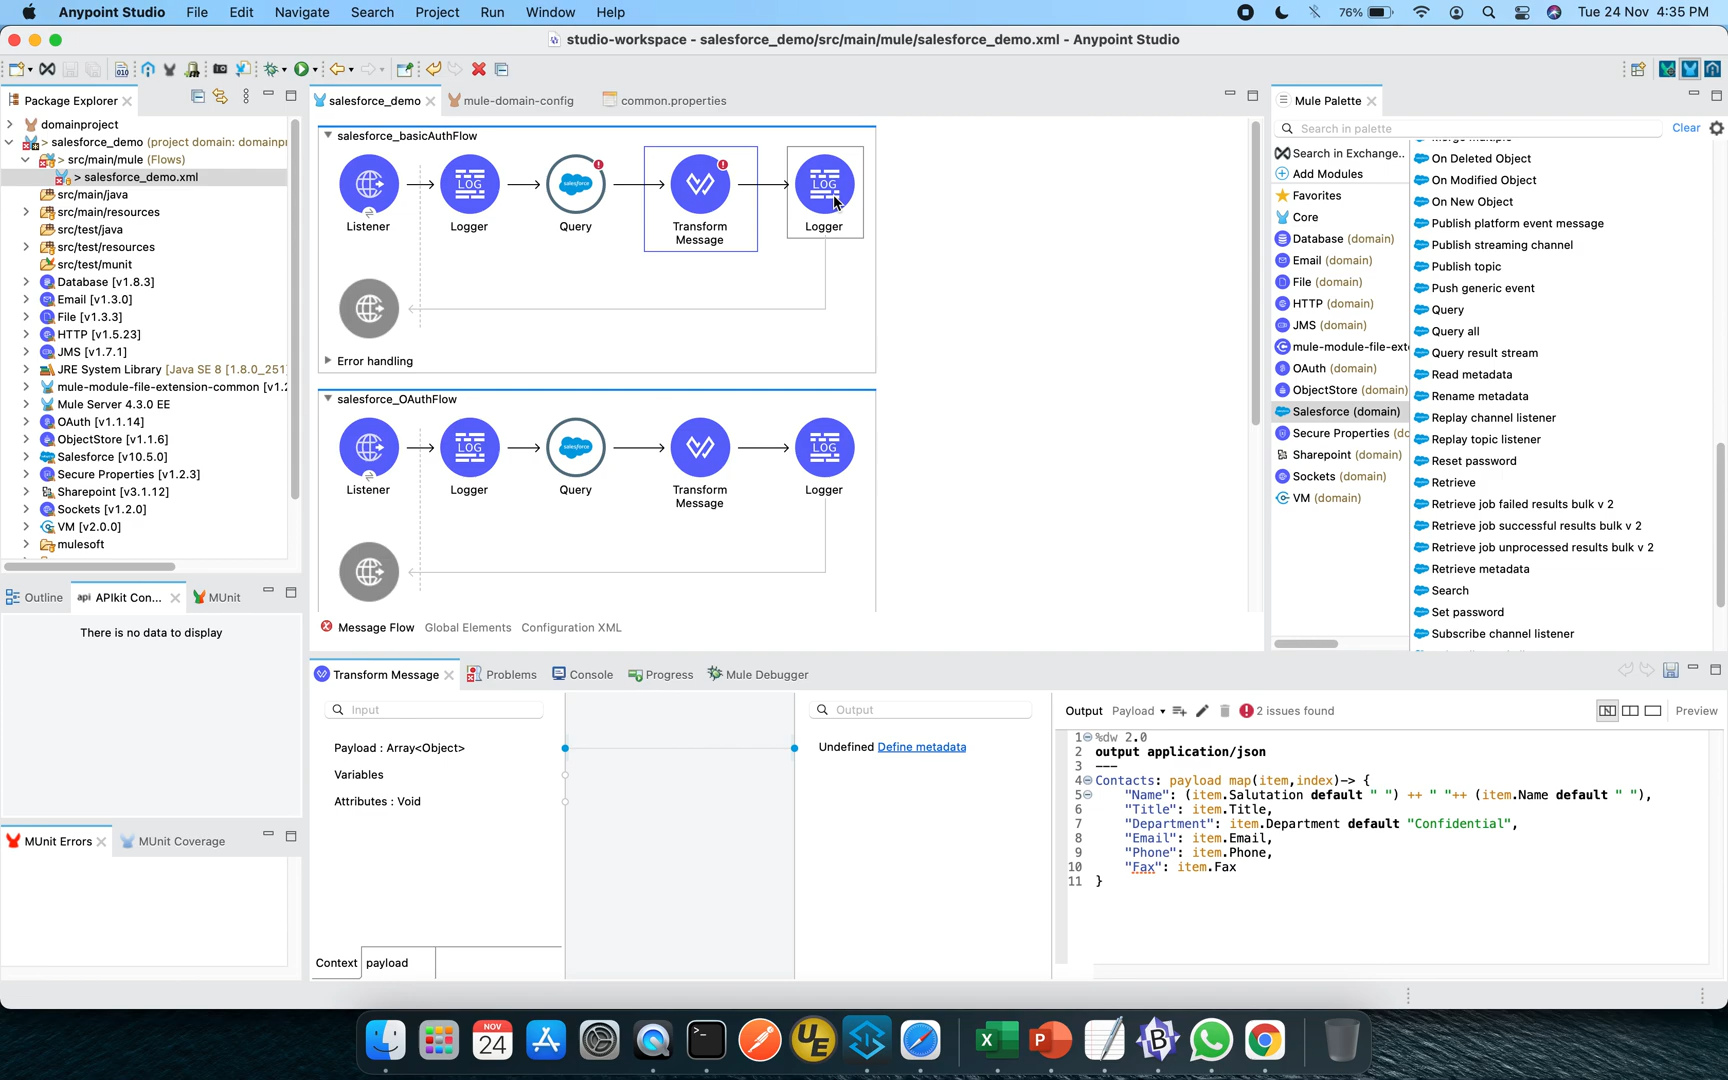 Anypoint Studio File Edit Navigate Search Project Run Window Help 76% Tue 24 Nov 4:35 PM
studio-workspace - salesforce_demo/src/main/mule/salesforce_demo.xml - Anypoint Studio
Package Explorer
domainproject
> salesforce_demo (project domain: domainpr
> src/main/mule (Flows)
> salesforce_demo.xml
src/main/java
src/main/resources
src/test/java
src/test/resources
src/test/munit
Database [v1.8.3]
Email [v1.3.0]
File [v1.3.3]
HTTP [v1.5.23]
JMS [v1.7.1]
JRE System Library [Java SE 8 [1.8.0_251
mule-module-file-extension-common [v1.2
Mule Server 4.3.0 EE
OAuth [v1.1.14]
ObjectStore [v1.1.6]
Salesforce [v10.5.0]
Secure Properties [v1.2.3]
Sharepoint [v3.1.12]
Sockets [v1.2.0]
VM [v2.0.0]
mulesoft
Outline api APIkit Con... MUnit
There is no data to display
MUnit Errors MUnit Coverage
salesforce_demo mule-domain-config common.properties
salesforce_basicAuthFlow
LOG LOG
salesforce
Listener Logger Query Transform Message Logger
Error handling
salesforce_OAuthFlow
LOG LOG
salesforce
Listener Logger Query Transform Message Logger
Message Flow Global Elements Configuration XML
Mule Palette
Search in palette Clear
Search in Exchange..
Add Modules
Favorites
Core
Database (domain)
Email (domain)
File (domain)
HTTP (domain)
JMS (domain)
mule-module-file-exte
OAuth (domain)
ObjectStore (domain)
Salesforce (domain)
Secure Properties (do
Sharepoint (domain)
Sockets (domain)
VM (domain)
Merge multiple
On Deleted Object
On Modified Object
On New Object
Publish platform event message
Publish streaming channel
Publish topic
Push generic event
Query
Query all
Query result stream
Read metadata
Rename metadata
Replay channel listener
Replay topic listener
Reset password
Retrieve
Retrieve job failed results bulk v 2
Retrieve job successful results bulk v 2
Retrieve job unprocessed results bulk v 2
Retrieve metadata
Search
Set password
Subscribe channel listener
Transform Message Problems Console Progress Mule Debugger
Input
Payload : Array<Object>
Variables
Attributes : Void
Context payload
Output
Undefined Define metadata
Output Payload 2 issues found Preview
1 %dw 2.0
2 output application/json
3 ---
4 Contacts: payload map(item,index)-> {
5 "Name": (item.Salutation default " ") ++ " "++ (item.Name default " "),
6 "Title": item.Title,
7 "Department": item.Department default "Confidential",
8 "Email": item.Email,
9 "Phone": item.Phone,
10 "Fax": item.Fax
11 }
NOV
24
UE
X
P
B